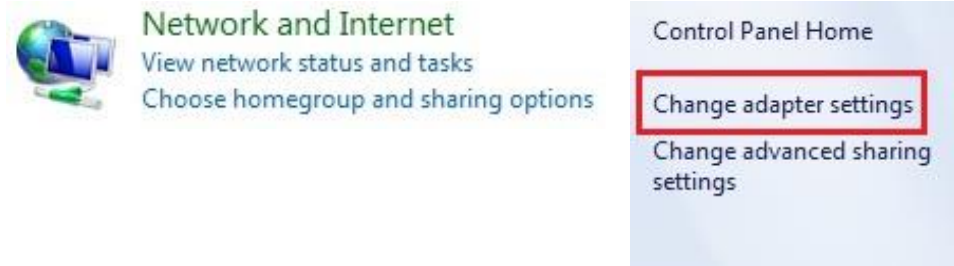 Network and Internet
View network status and tasks
Choose homegroup and sharing options
Control Panel Home
Change adapter settings
Change advanced sharing
settings